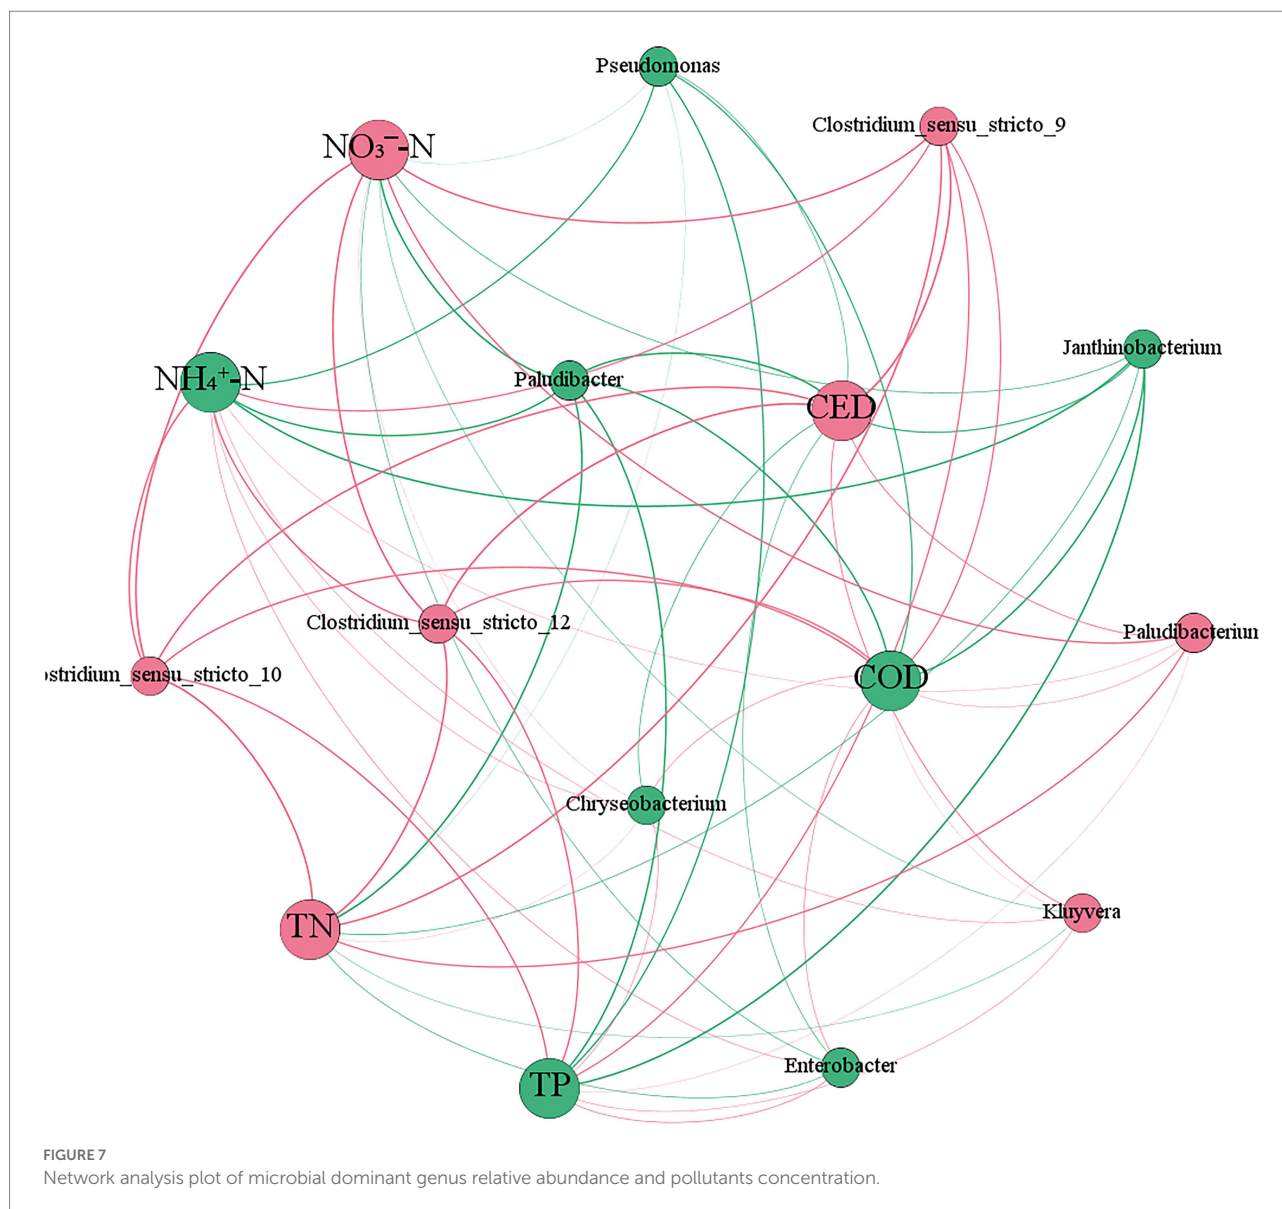 Pseudomonas
Clostridium_sensu_stricto_9
NO₃⁻-N
Janthinobacterium
NH₄⁺-N
Paludibacter
CED
Clostridium_sensu_stricto_12
Paludibacteriun
ostridium_sensu_stricto_10
COD
Chryseobacterium
Kluyvera
TN
Enterobacter
TP
FIGURE 7
Network analysis plot of microbial dominant genus relative abundance and pollutants concentration.